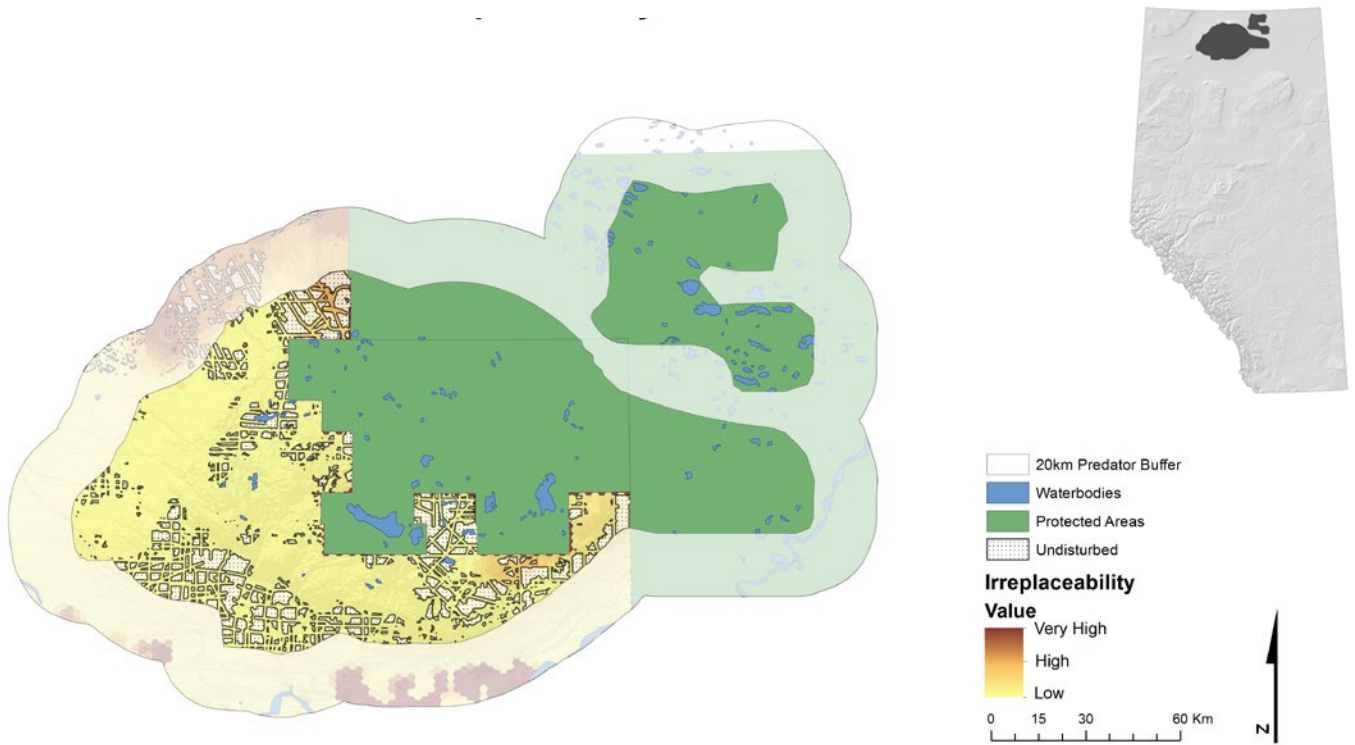 20km Predator Buffer
Waterbodies
Protected Areas
Undisturbed
Irreplaceability
Value
Very High
High
Low
0 15 30 60 Km
N